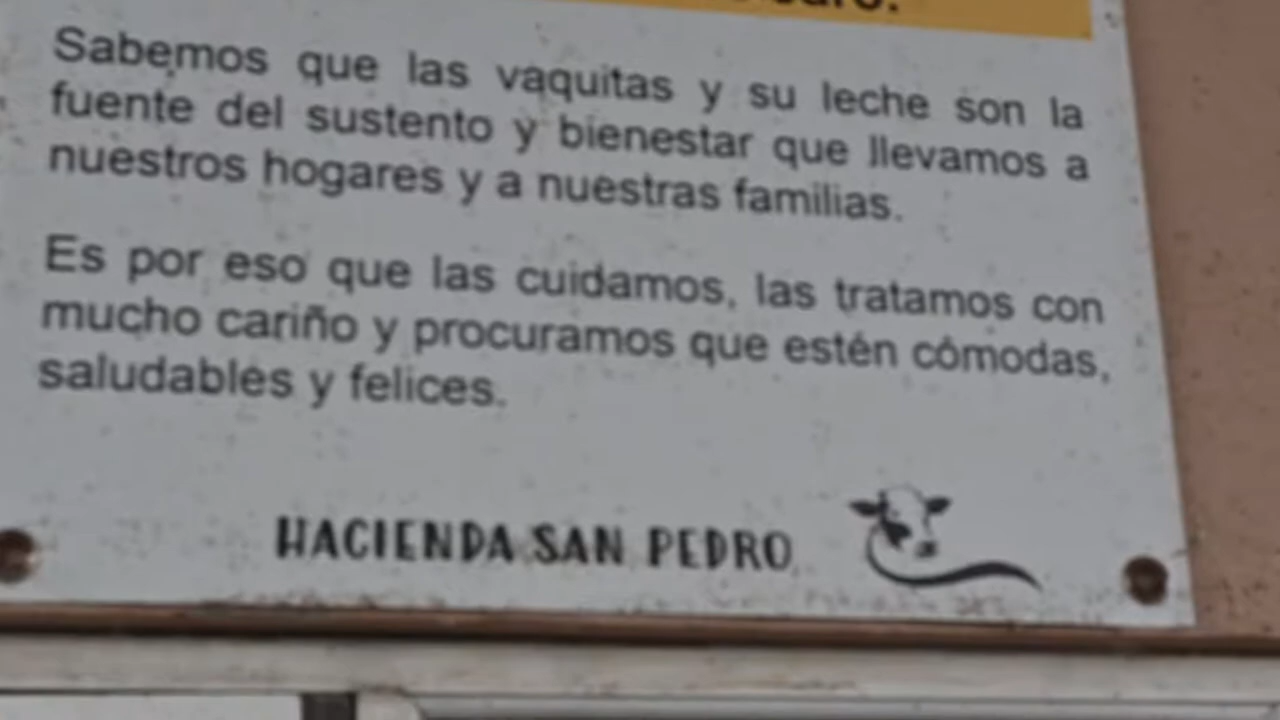 Sabemos que las vaquitas y su leche son la
fuente del sustento y bienestar que llevamos a
nuestros hogares y a nuestras familias.
Es por eso que las cuidamos, las tratamos con
mucho cariño y procuramos que estén cómodas,
saludables y felices.
HACIENDA SAN PEDRO